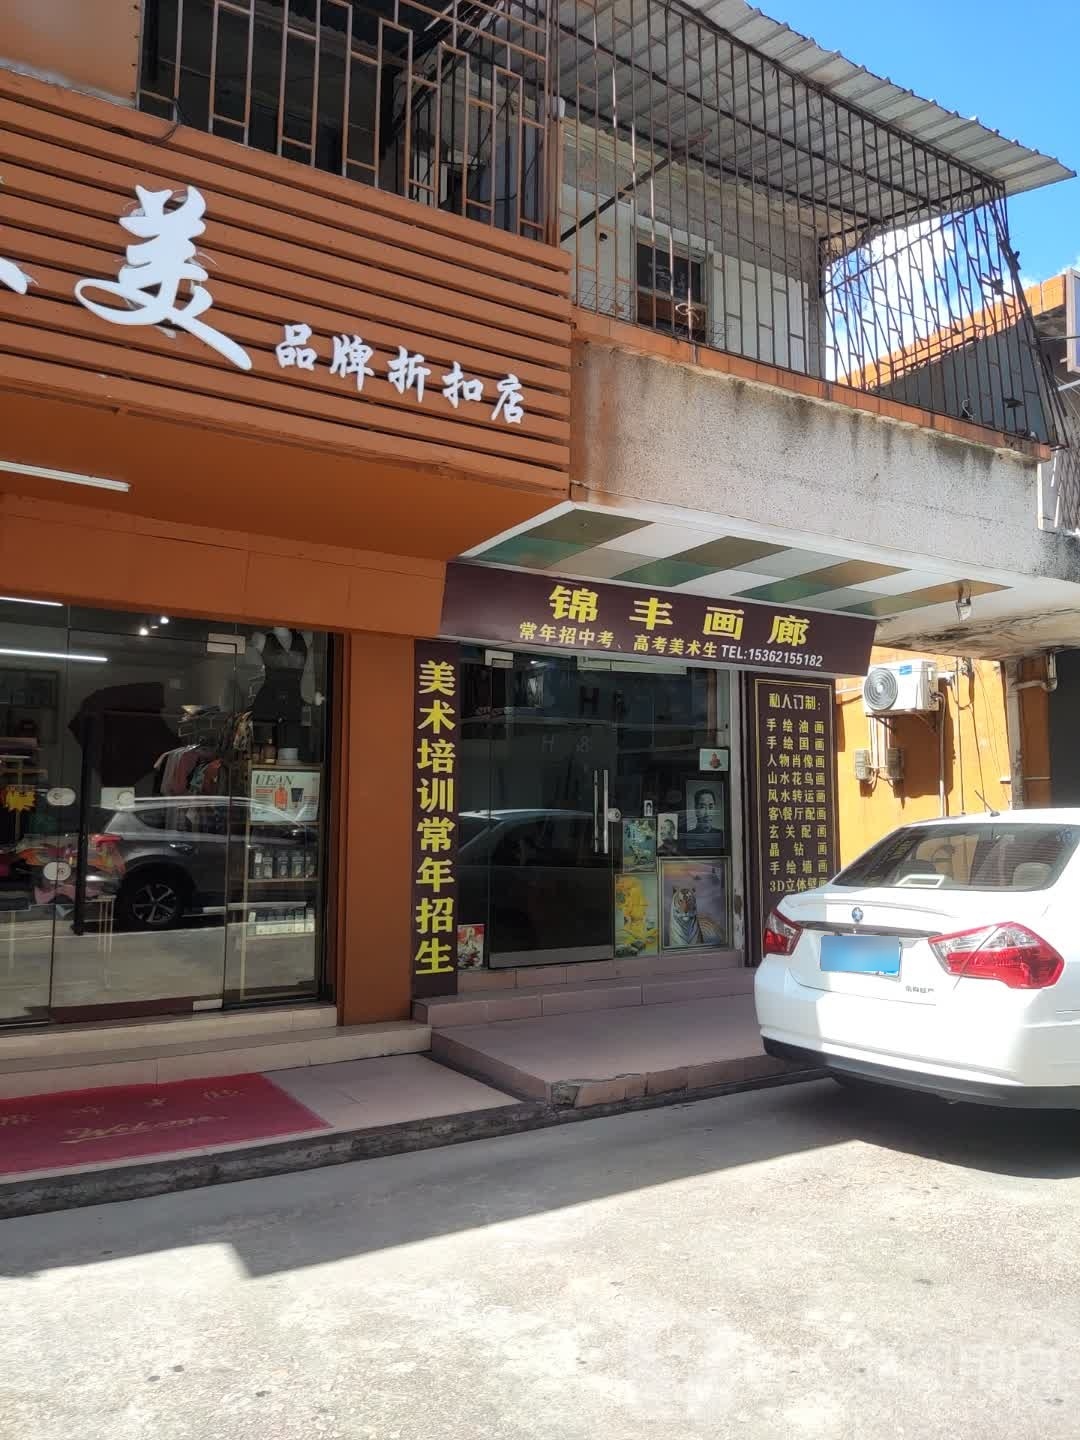 美
品牌折扣店
锦丰画廊
常年招中考、高考美术生 TEL:15362155182
美术培训常年招生
私人订制:
手绘油画
手绘国画
人物肖像画
山水花鸟画
风水转运画
客\餐厅配画
玄关配画
晶钻画
手绘墙画
3D立体壁画
UEAN
Welcome